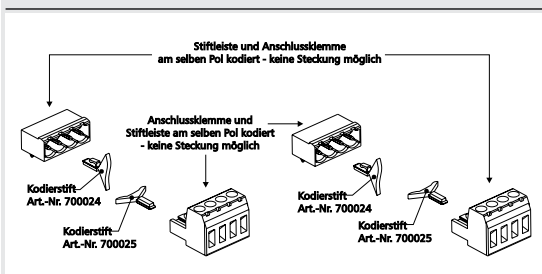 Stiftleiste und Anschlussklemme
am selben Pol kodiert - keine Steckung möglich
Anschlussklemme und
Stiftleiste am selben Pol kodiert
- keine Steckung möglich
Kodierstift
Art.-Nr. 700024
Kodierstift
Art.-Nr. 700025
Kodierstift
Art.-Nr. 700024
Kodierstift
Art.-Nr. 700025